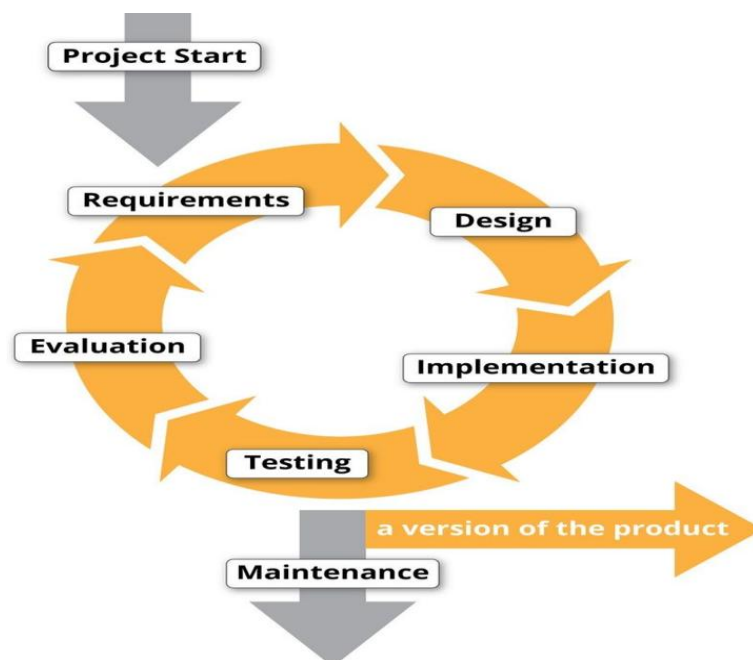 Project Start
Requirements
Design
Evaluation
Implementation
Testing
a version of the product
Maintenance